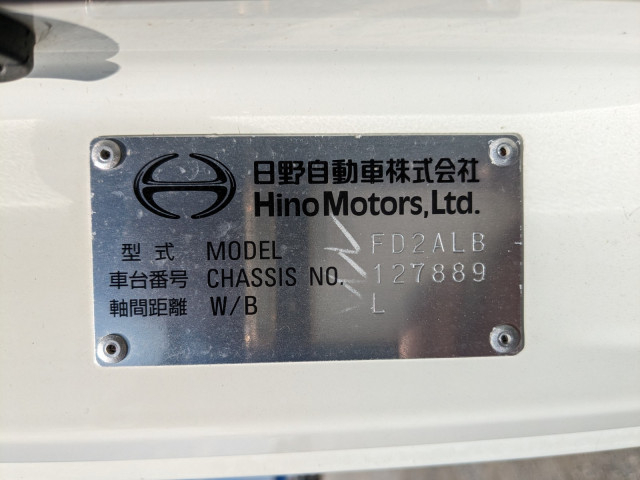 日野自動車株式会社
Hino Motors, Ltd.
型式 MODEL FD2ALB
車台番号 CHASSIS NO. 127889
軸間距離 W/B L